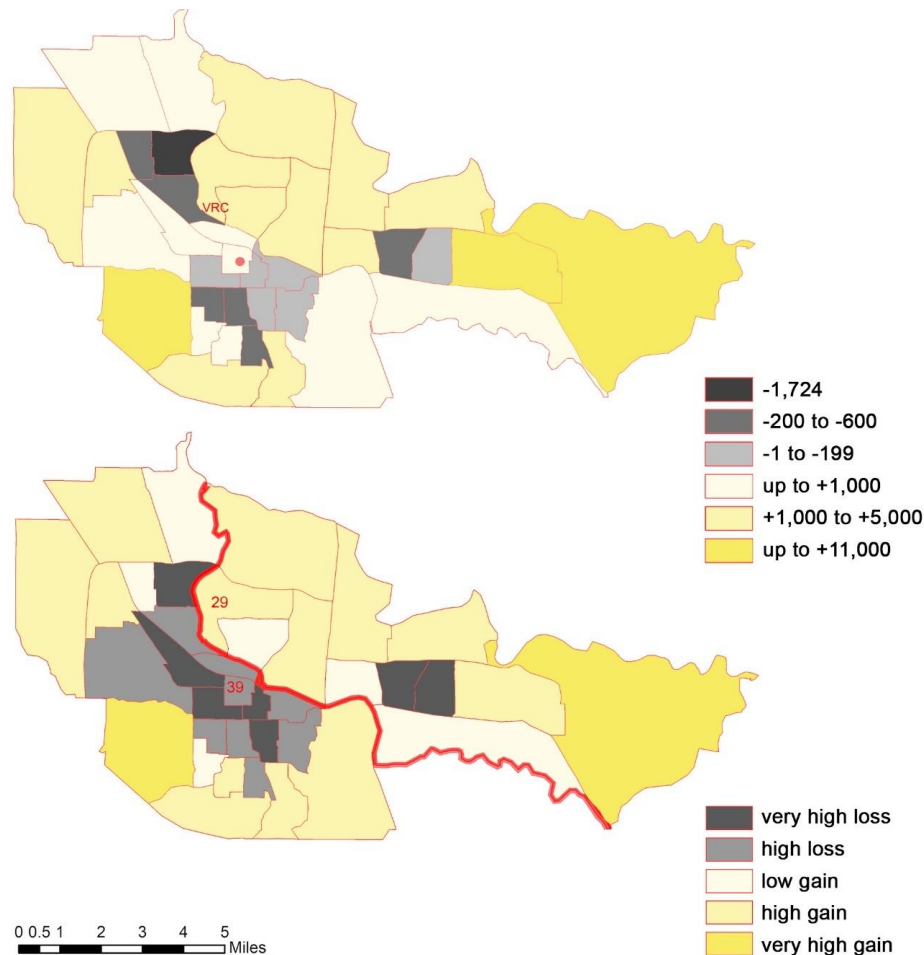 VRC
-1,724
-200 to -600
-1 to -199
up to +1,000
+1,000 to +5,000
up to +11,000
29
39
very high loss
high loss
low gain
high gain
very high gain
0 0.5 1 2 3 4 5
Miles